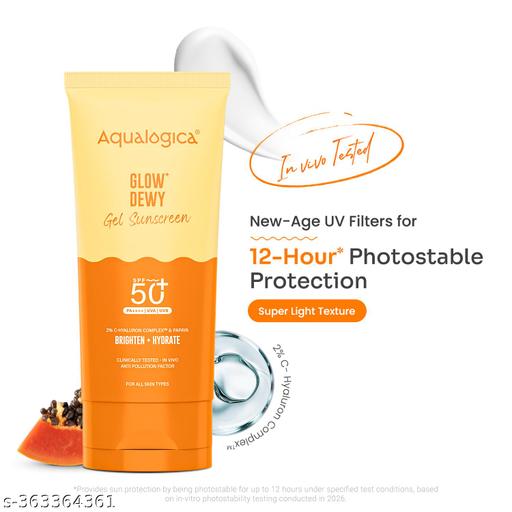 Aqualogica®
GLOW+
DEWY
Gel Sunscreen
SPF
50+
PA++++ | UVA | UVB
2% C-HYALURON COMPLEX™ & PAPAYA
BRIGHTEN + HYDRATE
CLINICALLY TESTED - IN VIVO
ANTI POLLUTION FACTOR
FOR ALL SKIN TYPES
In vivo Tested
New-Age UV Filters for
12-Hour* Photostable
Protection
Super Light Texture
2% C- Hyaluron Complex™
s-363364361
*Provides sun protection by being photostable for up to 12 hours under specified test conditions, based
on in-vitro photostability testing conducted in 2026.